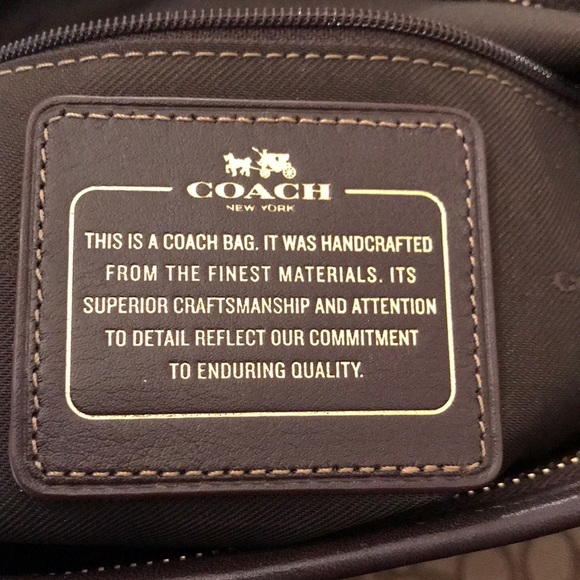 COACH
NEW YORK
THIS IS A COACH BAG. IT WAS HANDCRAFTED
FROM THE FINEST MATERIALS. ITS
SUPERIOR CRAFTSMANSHIP AND ATTENTION
TO DETAIL REFLECT OUR COMMITMENT
TO ENDURING QUALITY.